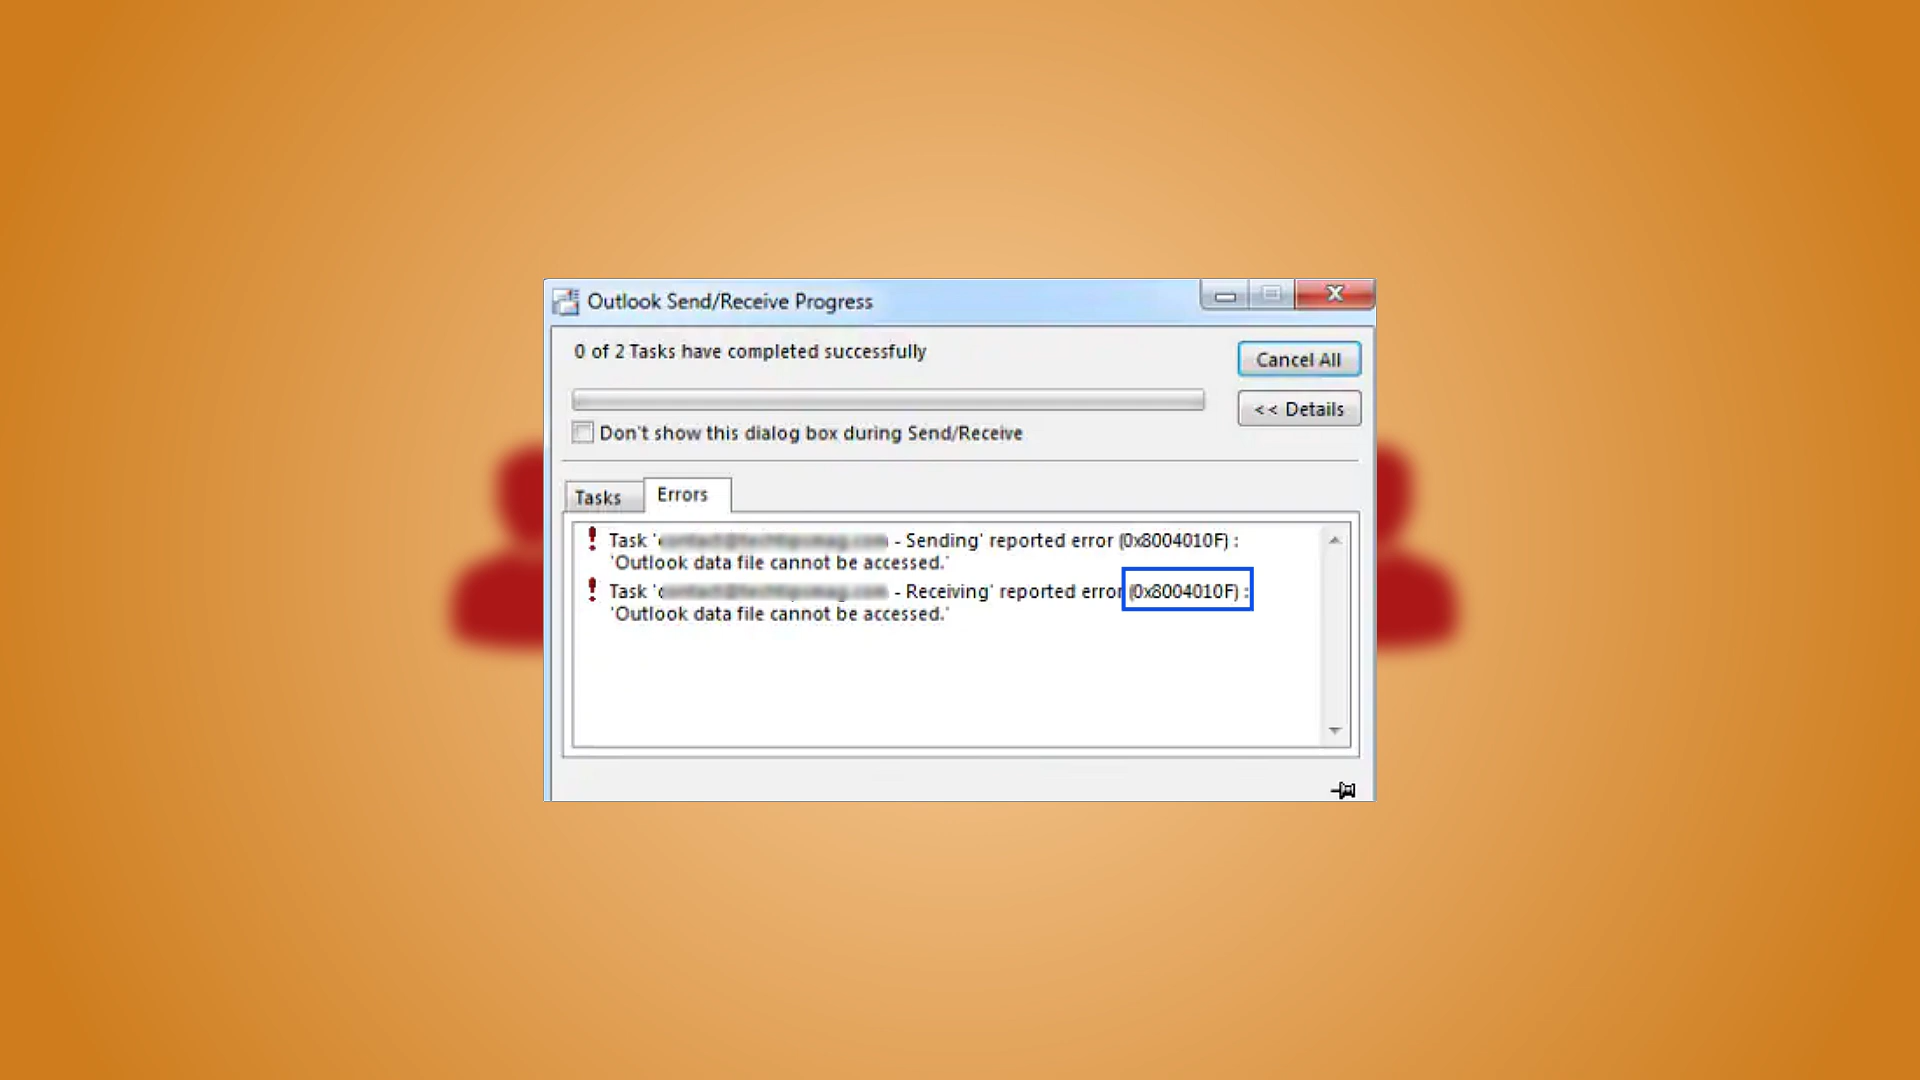 Outlook Send/Receive Progress
0 of 2 Tasks have completed successfully
Cancel All
<< Details
Don't show this dialog box during Send/Receive
Tasks
Errors
Task ' - Sending' reported error (0x8004010F) :
'Outlook data file cannot be accessed.'
Task ' - Receiving' reported error (0x8004010F) :
'Outlook data file cannot be accessed.'